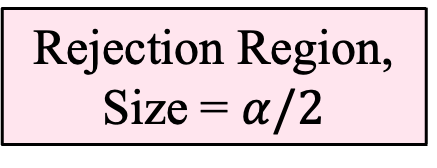 Rejection Region,
Size = α/2